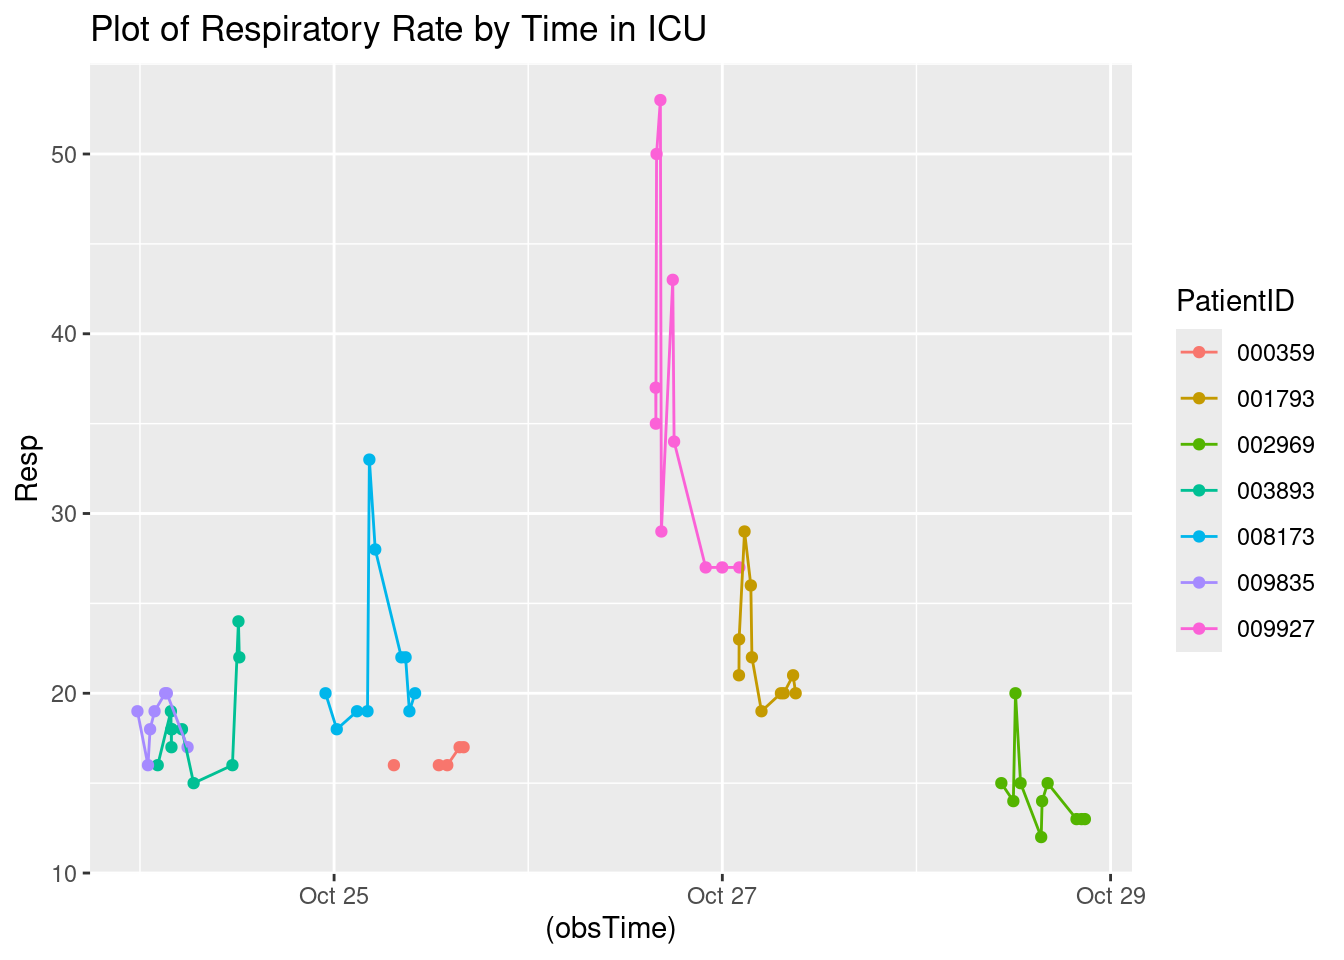 Plot of Respiratory Rate by Time in ICU
50
40
30
20
10
Resp
Oct 25
Oct 27
Oct 29
(obsTime)
PatientID
000359
001793
002969
003893
008173
009835
009927